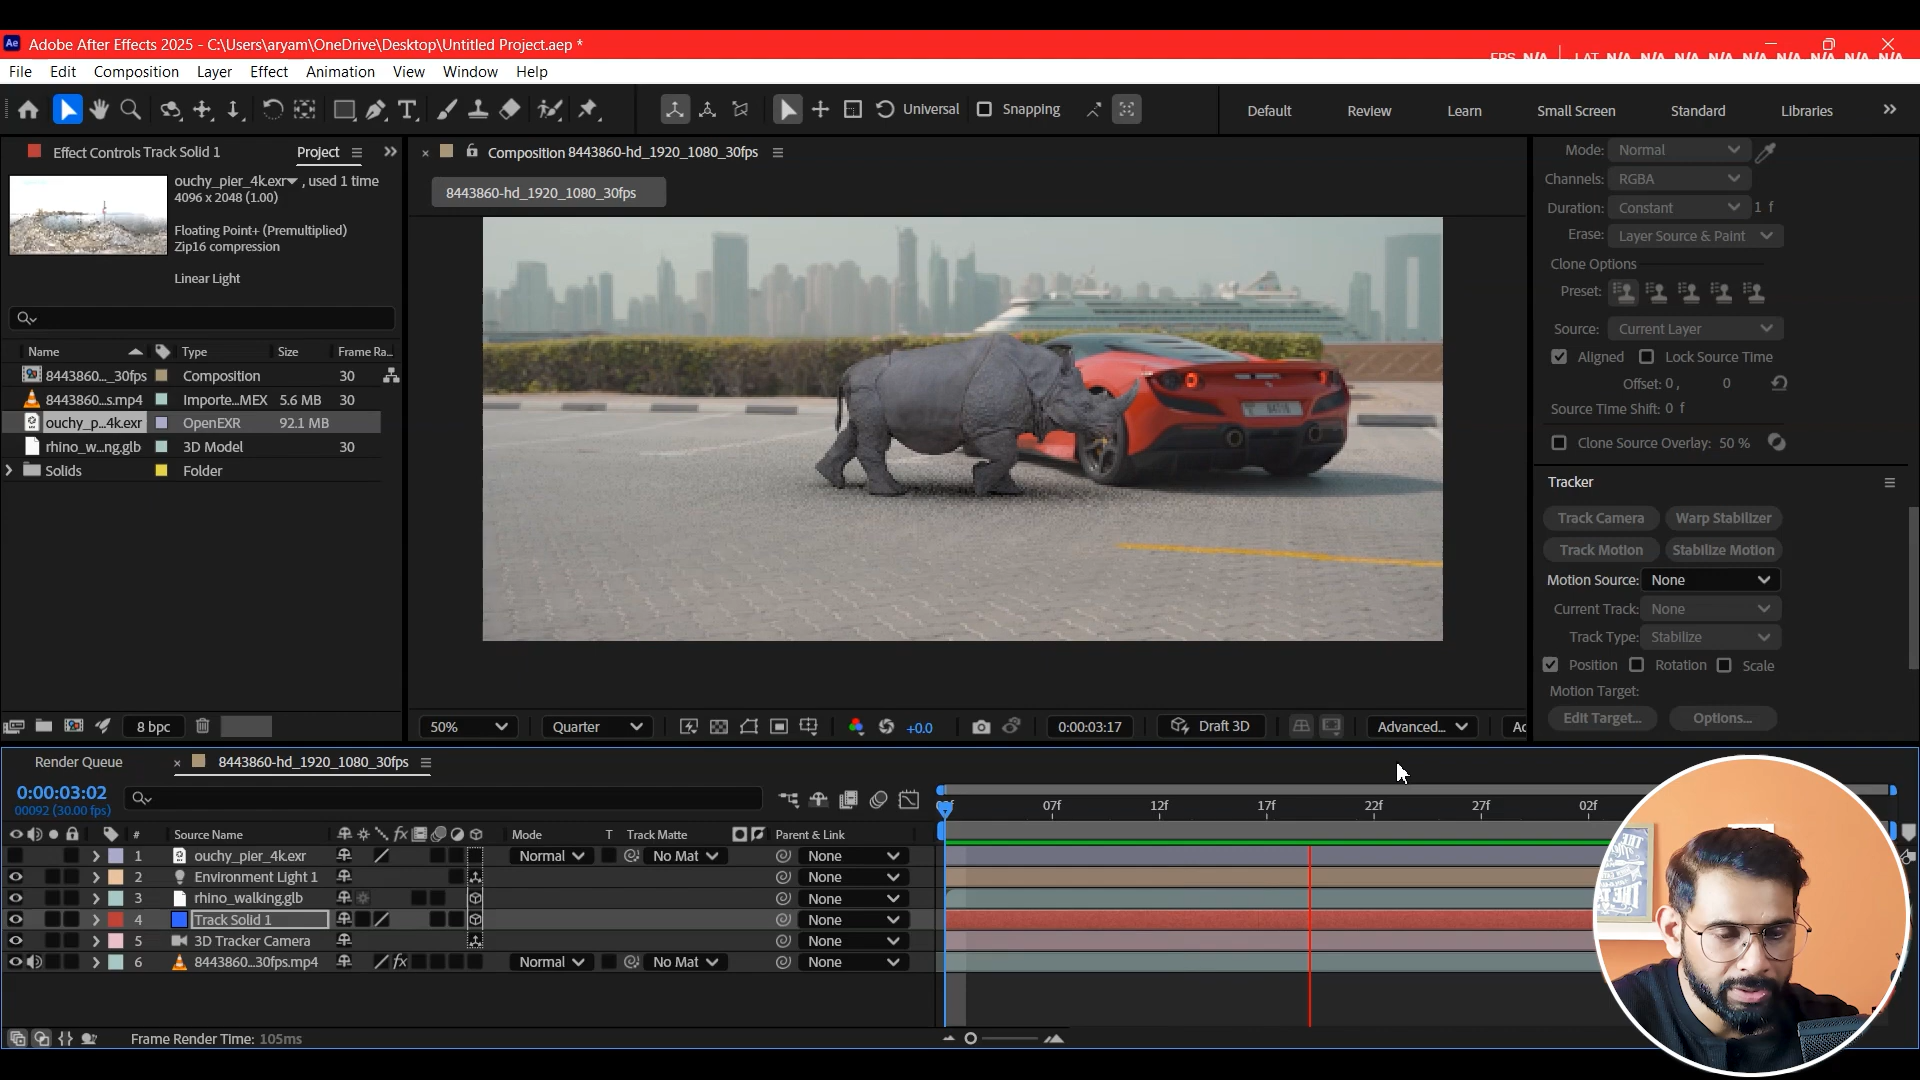 Ae Adobe After Effects 2025 - C:\Users\aryam\OneDrive\Desktop\Untitled Project.aep *
FPS N/A LAT N/A N/A N/A N/A N/A N/A N/A N/A N/A
File Edit Composition Layer Effect Animation View Window Help
Universal Snapping Default Review Learn Small Screen Standard Libraries
Effect Controls Track Solid 1 Project
Composition 8443860-hd_1920_1080_30fps
8443860-hd_1920_1080_30fps
ouchy_pier_4k.exr , used 1 time
4096 x 2048 (1.00)
Floating Point+ (Premultiplied)
Zip16 compression
Linear Light
Name Type Size Frame Ra...
8443860..._30fps Composition 30
8443860...s.mp4 Importe...MEX 5.6 MB 30
ouchy_p...4k.exr OpenEXR 92.1 MB
rhino_w...ng.glb 3D Model 30
Solids Folder
8 bpc
50% Quarter +0.0 0:00:03:17 Draft 3D Advanced...
Mode: Normal
Channels: RGBA
Duration: Constant 1 f
Erase: Layer Source & Paint
Clone Options
Preset:
Source: Current Layer
Aligned Lock Source Time
Offset: 0, 0
Source Time Shift: 0 f
Clone Source Overlay: 50 %
Tracker
Track Camera Warp Stabilizer
Track Motion Stabilize Motion
Motion Source: None
Current Track: None
Track Type: Stabilize
Position Rotation Scale
Motion Target:
Edit Target... Options...
Render Queue 8443860-hd_1920_1080_30fps
0:00:03:02
00092 (30.00 fps)
07f 12f 17f 22f 27f 02f
# Source Name fx Mode T Track Matte Parent & Link
1 ouchy_pier_4k.exr Normal No Mat None
2 Environment Light 1 None
3 rhino_walking.glb None
4 Track Solid 1 None
5 3D Tracker Camera None
6 8443860...30fps.mp4 fx Normal No Mat None
Frame Render Time: 105ms